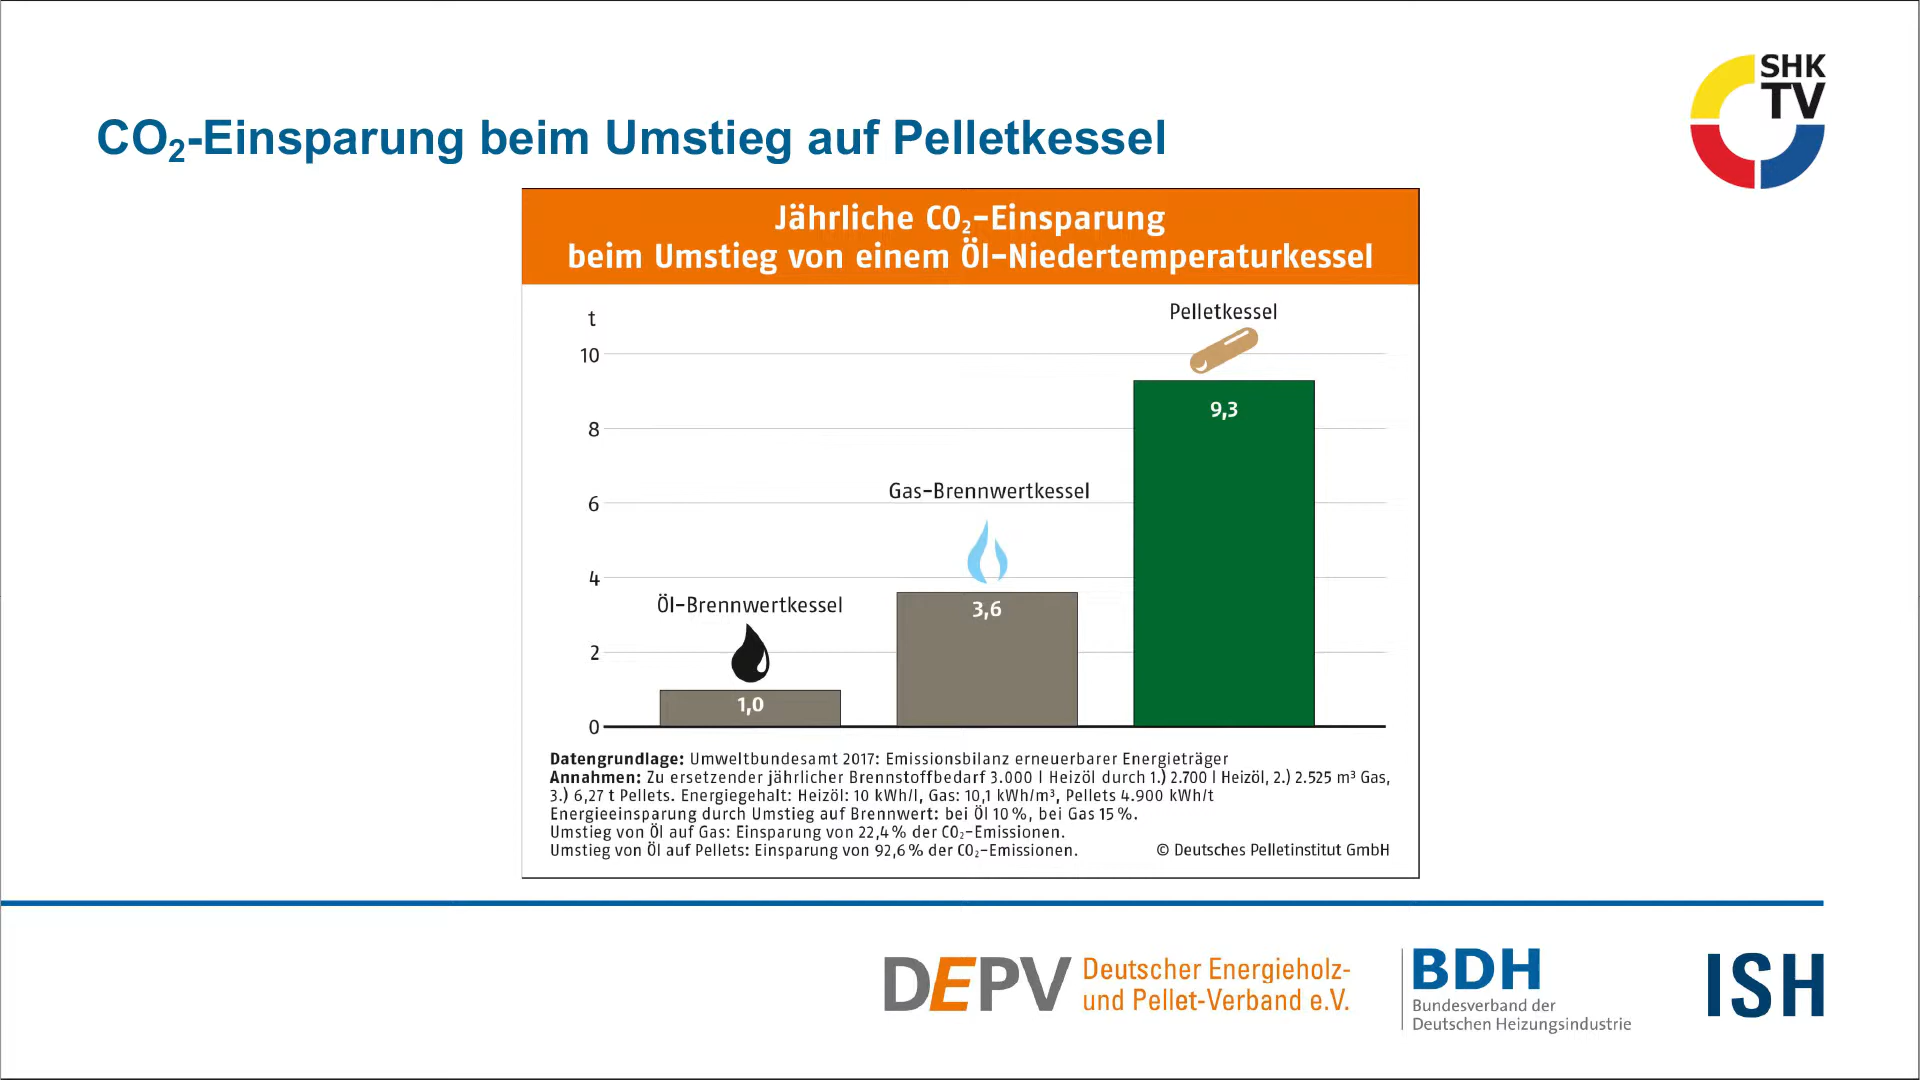 SHK
TV
CO₂-Einsparung beim Umstieg auf Pelletkessel
Jährliche CO₂-Einsparung
beim Umstieg von einem Öl-Niedertemperaturkessel
t
10
8
6
4
2
0
Pelletkessel
9,3
Gas-Brennwertkessel
3,6
Öl-Brennwertkessel
1,0
Datengrundlage: Umweltbundesamt 2017: Emissionsbilanz erneuerbarer Energieträger
Annahmen: Zu ersetzender jährlicher Brennstoffbedarf 3.000 l Heizöl durch 1.) 2.700 l Heizöl, 2.) 2.525 m³ Gas,
3.) 6,27 t Pellets. Energiegehalt: Heizöl: 10 kWh/l, Gas: 10,1 kWh/m³, Pellets 4.900 kWh/t
Energieeinsparung durch Umstieg auf Brennwert: bei Öl 10 %, bei Gas 15 %.
Umstieg von Öl auf Gas: Einsparung von 22,4 % der CO₂-Emissionen.
Umstieg von Öl auf Pellets: Einsparung von 92,6 % der CO₂-Emissionen.
© Deutsches Pelletinstitut GmbH
DEPV
Deutscher Energieholz-
und Pellet-Verband e.V.
BDH
Bundesverband der
Deutschen Heizungsindustrie
ISH